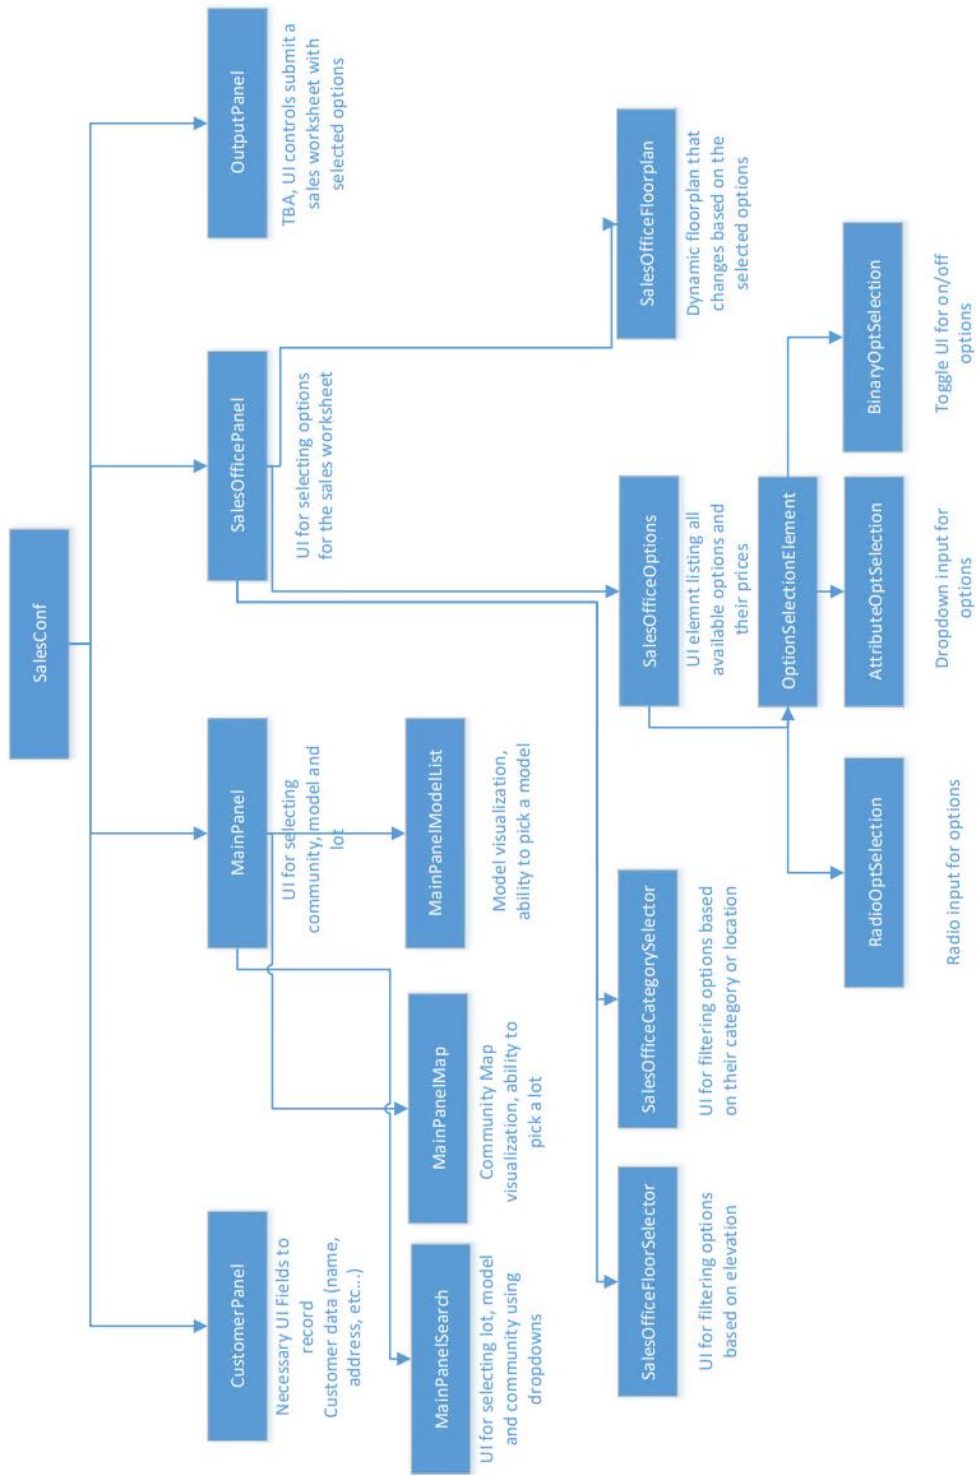 SalesConf
CustomerPanel
Necessary UI Fields to
record
Customer data (name,
address, etc...)
MainPanel
UI for selecting
community, model and
lot
SalesOfficePanel
UI for selecting options
for the sales worksheet
OutputPanel
TBA, UI controls submit a
sales worksheet with
selected options
MainPanelSearch
UI for selecting lot, model
and community using
dropdowns
MainPanelMap
Community Map
visualization, ability to
pick a lot
MainPanelModelList
Model visualization,
ability to pick a model
SalesOfficeFloorSelector
UI for filtering options
based on elevation
SalesOfficeCategorySelector
UI for filtering options based
on their category or location
SalesOfficeOptions
UI elemnt listing all
available options and
their prices
SalesOfficeFloorplan
Dynamic floorplan that
changes based on the
selected options
OptionSelectionElement
RadioOptSelection
Radio input for options
AttributeOptSelection
Dropdown input for
options
BinaryOptSelection
Toggle UI for on/off
options